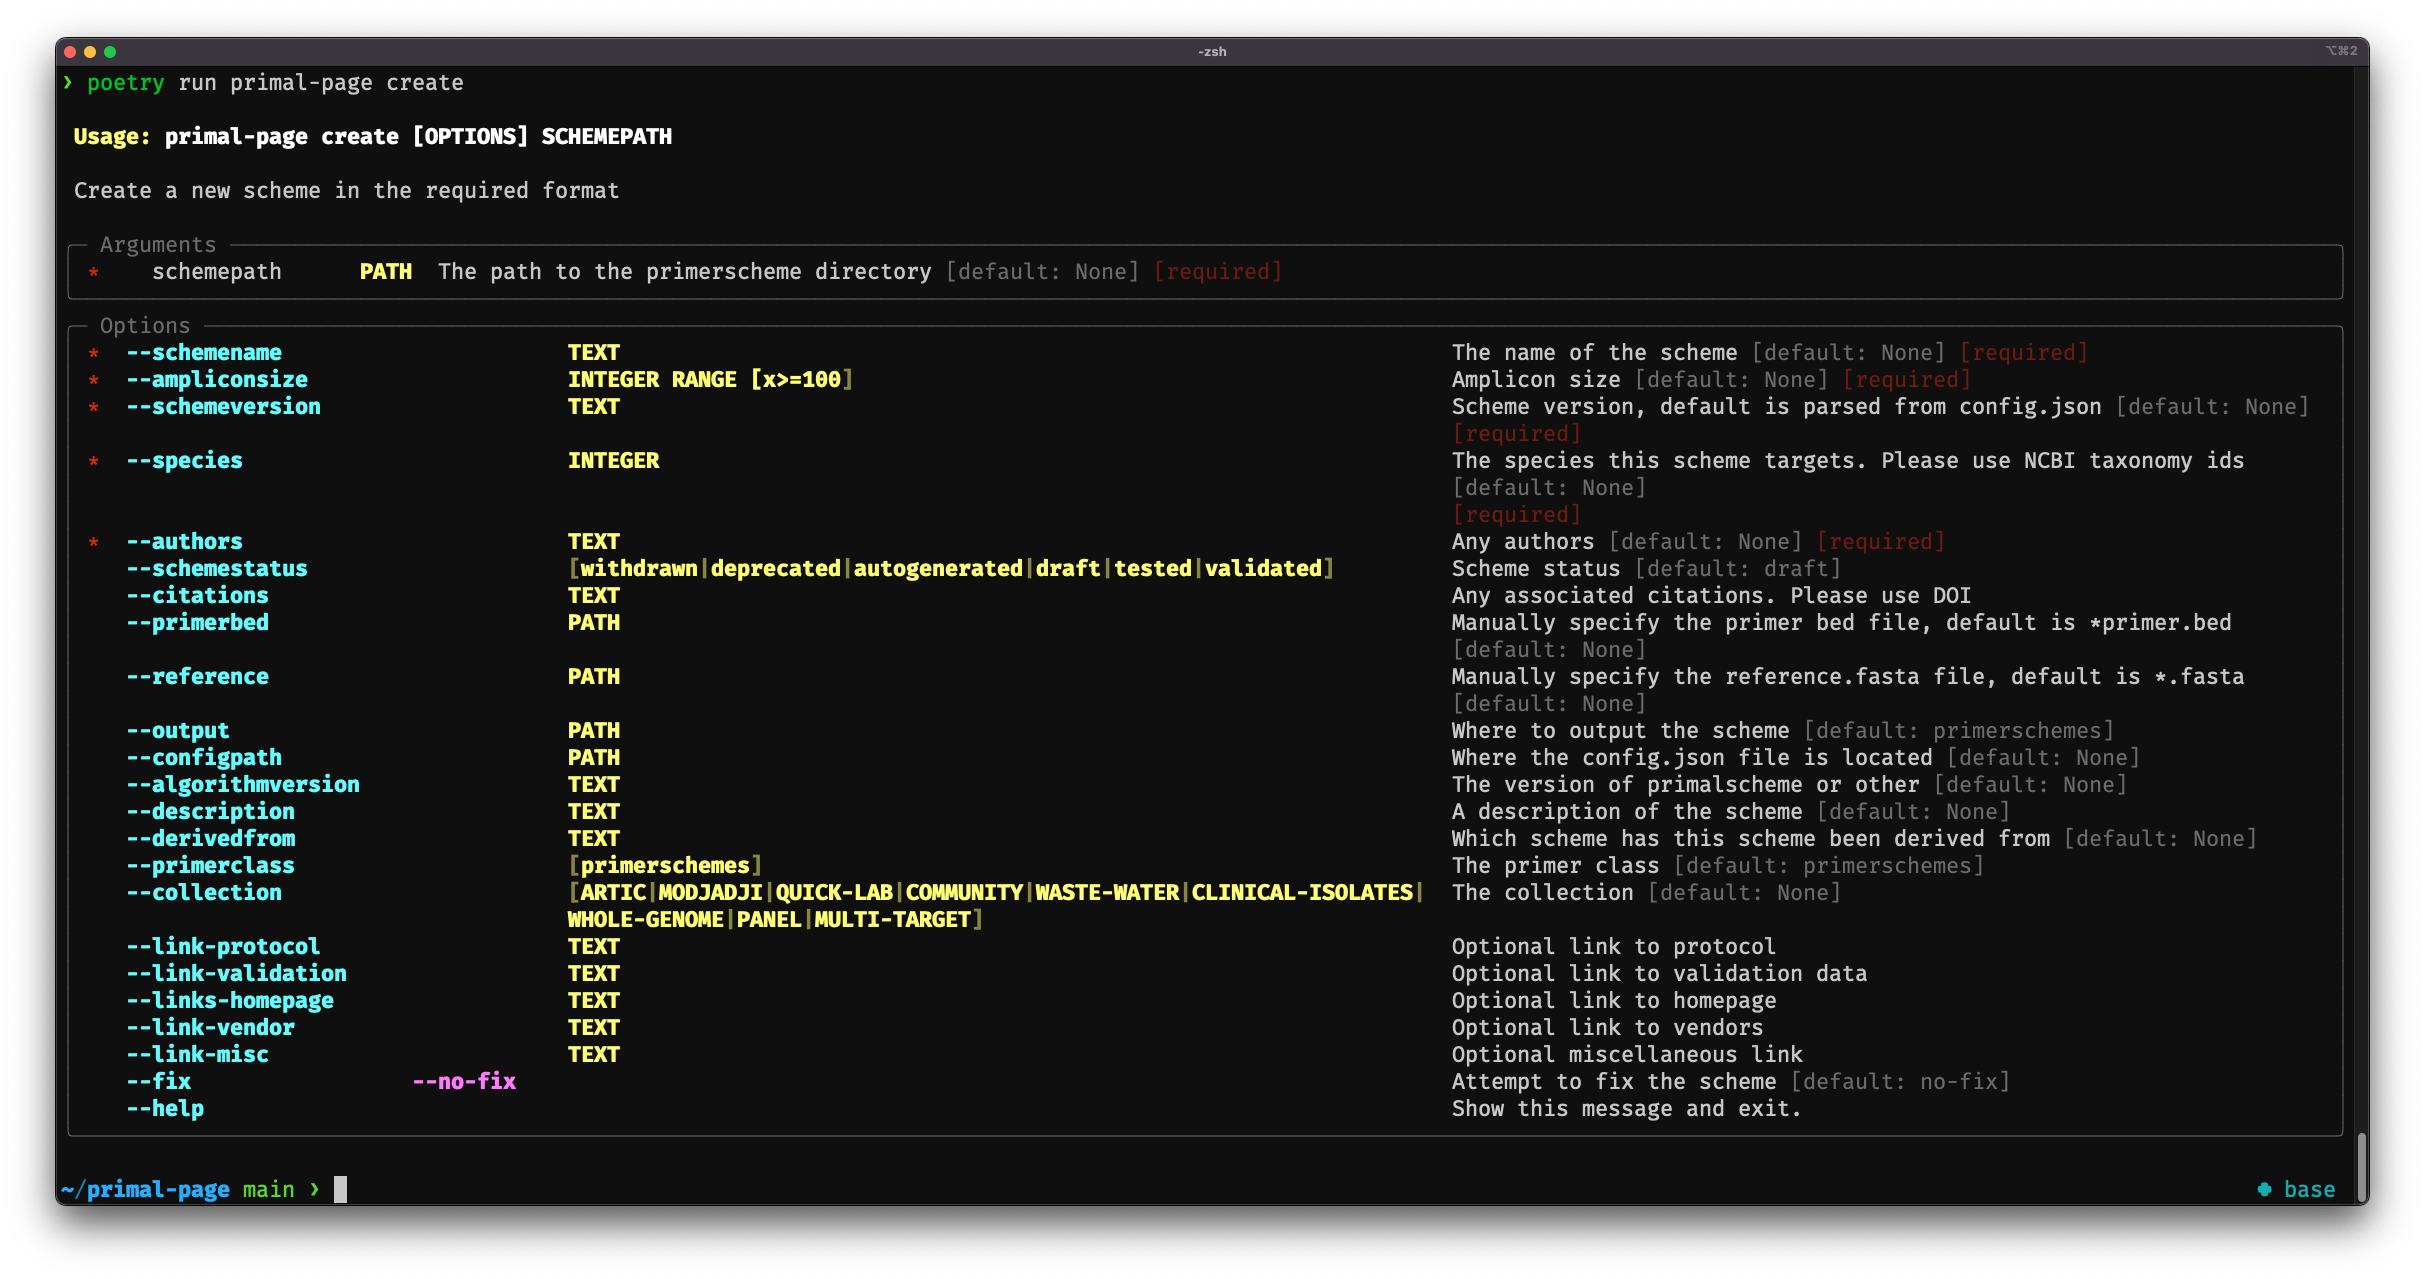 -zsh
⌥⌘2
❯ poetry run primal-page create
Usage: primal-page create [OPTIONS] SCHEMEPATH
Create a new scheme in the required format
Arguments
* schemepath PATH The path to the primerscheme directory [default: None] [required]
Options
* --schemename TEXT The name of the scheme [default: None] [required]
* --ampliconsize INTEGER RANGE [x>=100] Amplicon size [default: None] [required]
* --schemeversion TEXT Scheme version, default is parsed from config.json [default: None]
[required]
* --species INTEGER The species this scheme targets. Please use NCBI taxonomy ids
[default: None]
[required]
* --authors TEXT Any authors [default: None] [required]
--schemestatus [withdrawn|deprecated|autogenerated|draft|tested|validated] Scheme status [default: draft]
--citations TEXT Any associated citations. Please use DOI
--primerbed PATH Manually specify the primer bed file, default is *primer.bed
[default: None]
--reference PATH Manually specify the reference.fasta file, default is *.fasta
[default: None]
--output PATH Where to output the scheme [default: primerschemes]
--configpath PATH Where the config.json file is located [default: None]
--algorithmversion TEXT The version of primalscheme or other [default: None]
--description TEXT A description of the scheme [default: None]
--derivedfrom TEXT Which scheme has this scheme been derived from [default: None]
--primerclass [primerschemes] The primer class [default: primerschemes]
--collection [ARTIC|MODJADJI|QUICK-LAB|COMMUNITY|WASTE-WATER|CLINICAL-ISOLATES| The collection [default: None]
WHOLE-GENOME|PANEL|MULTI-TARGET]
--link-protocol TEXT Optional link to protocol
--link-validation TEXT Optional link to validation data
--links-homepage TEXT Optional link to homepage
--link-vendor TEXT Optional link to vendors
--link-misc TEXT Optional miscellaneous link
--fix --no-fix Attempt to fix the scheme [default: no-fix]
--help Show this message and exit.
~/primal-page main ❯
base